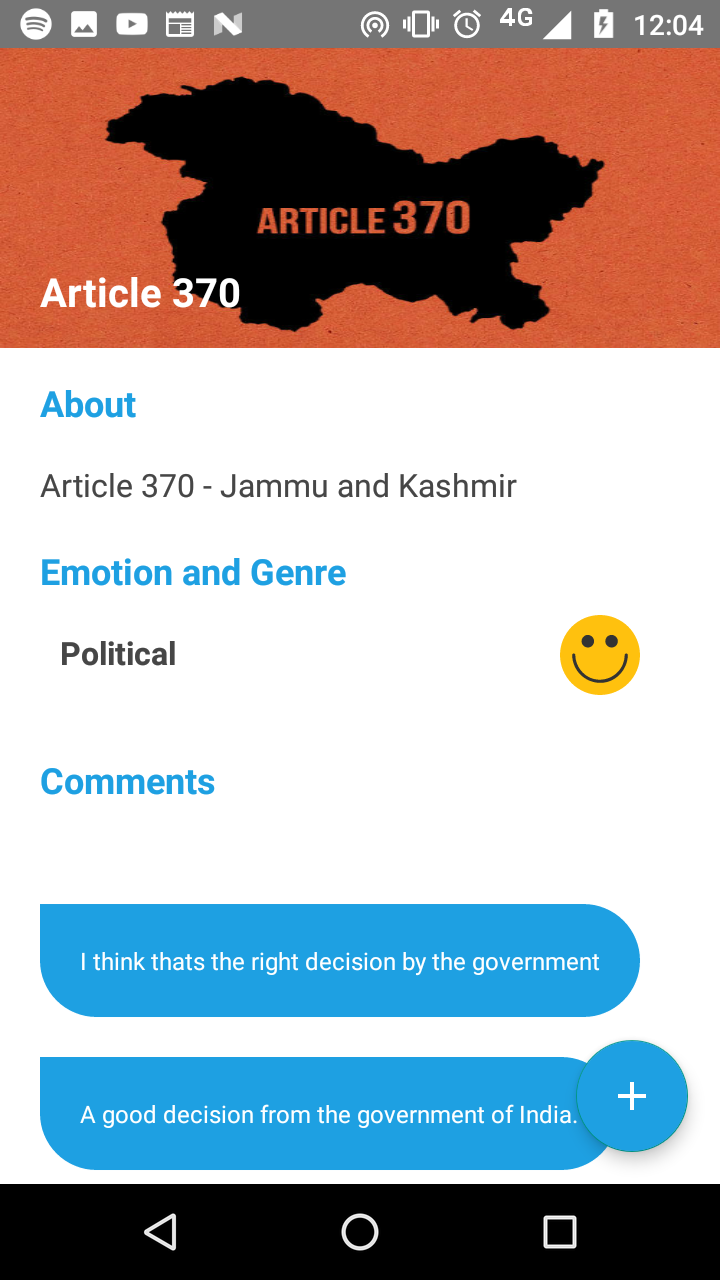 4G 12:04
ARTICLE 370
Article 370
About
Article 370 - Jammu and Kashmir
Emotion and Genre
Political
Comments
I think thats the right decision by the government
A good decision from the government of India.